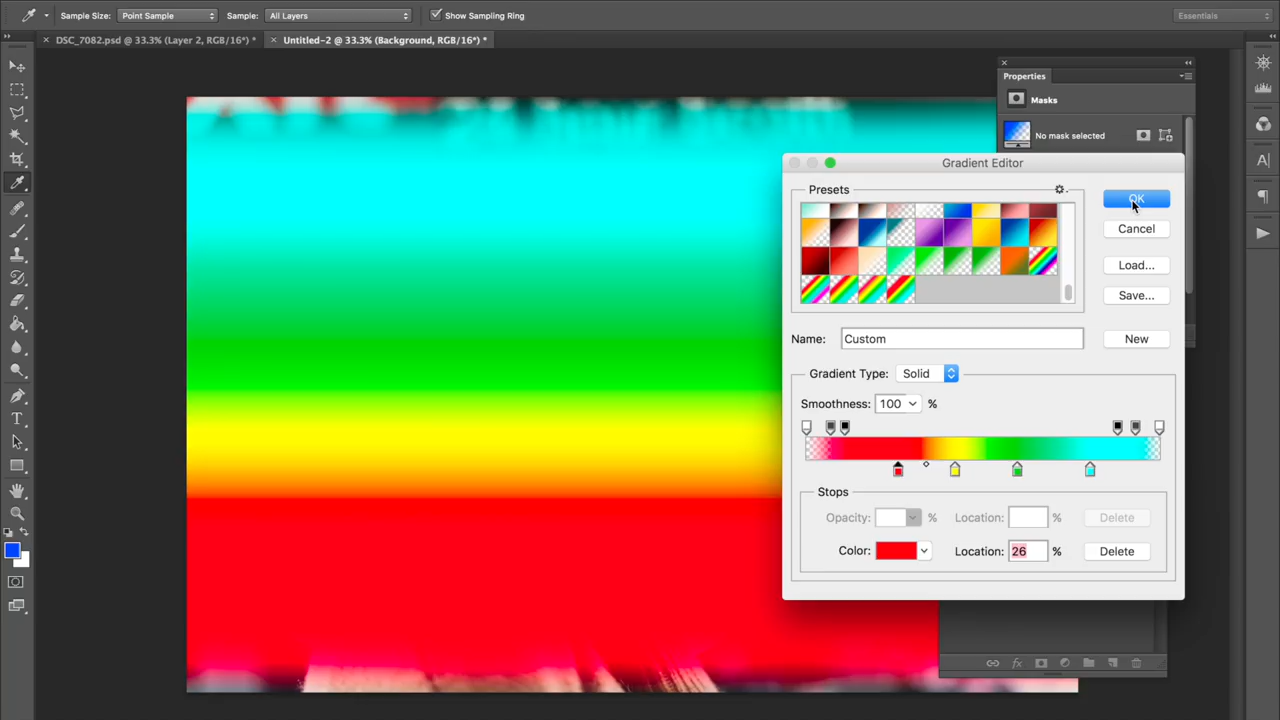 Sample Size: Point Sample Sample: All Layers Show Sampling Ring Essentials
DSC_7082.psd @ 33.3% (Layer 2, RGB/16*) * Untitled-2 @ 33.3% (Background, RGB/16*) *
Properties
Masks
No mask selected
Gradient Editor
Presets
OK
Cancel
Load...
Save...
Name: Custom New
Gradient Type: Solid
Smoothness: 100 %
Stops
Opacity: % Location: % Delete
Color: Location: 26 % Delete